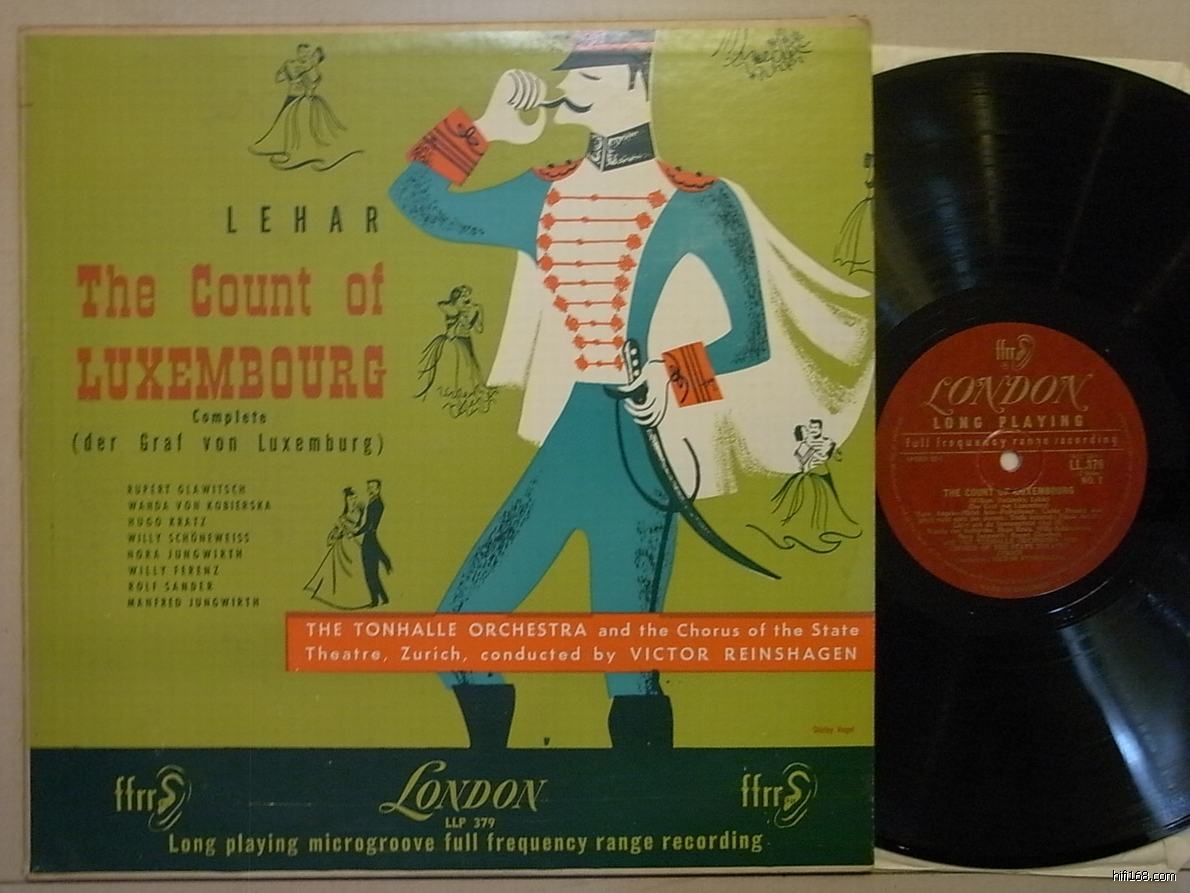 LEHAR
The Count of
LUXEMBOURG
Complete
(der Graf von Luxemburg)
RUPERT GLAWITSCH
WANDA VON KOBIERSKA
HUGO KRATZ
WILLY SCHÖNEWEISS
NORA JUNGWIRTH
WILLY FERENZ
ROLF SANDER
MANFRED JUNGWIRTH
THE TONHALLE ORCHESTRA and the Chorus of the State
Theatre, Zurich, conducted by VICTOR REINSHAGEN
ffrr
LONDON
ffrr
LLP 379
Long playing microgroove full frequency range recording
ffrr
LONDON
LONG PLAYING
full frequency range recording
NO. 1
THE COUNT OF LUXEMBOURG
hifi168.com